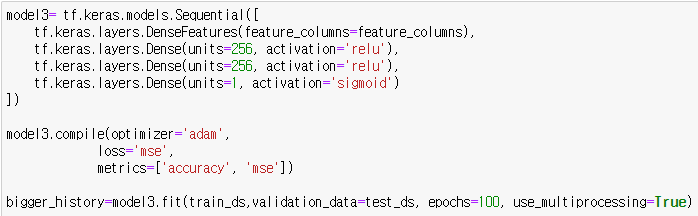 model3= tf.keras.models.Sequential([
    tf.keras.layers.DenseFeatures(feature_columns=feature_columns),
    tf.keras.layers.Dense(units=256, activation='relu'),
    tf.keras.layers.Dense(units=256, activation='relu'),
    tf.keras.layers.Dense(units=1, activation='sigmoid')
])
model3.compile(optimizer='adam',
              loss='mse',
              metrics=['accuracy', 'mse'])
bigger_history=model3.fit(train_ds,validation_data=test_ds, epochs=100, use_multiprocessing=True)